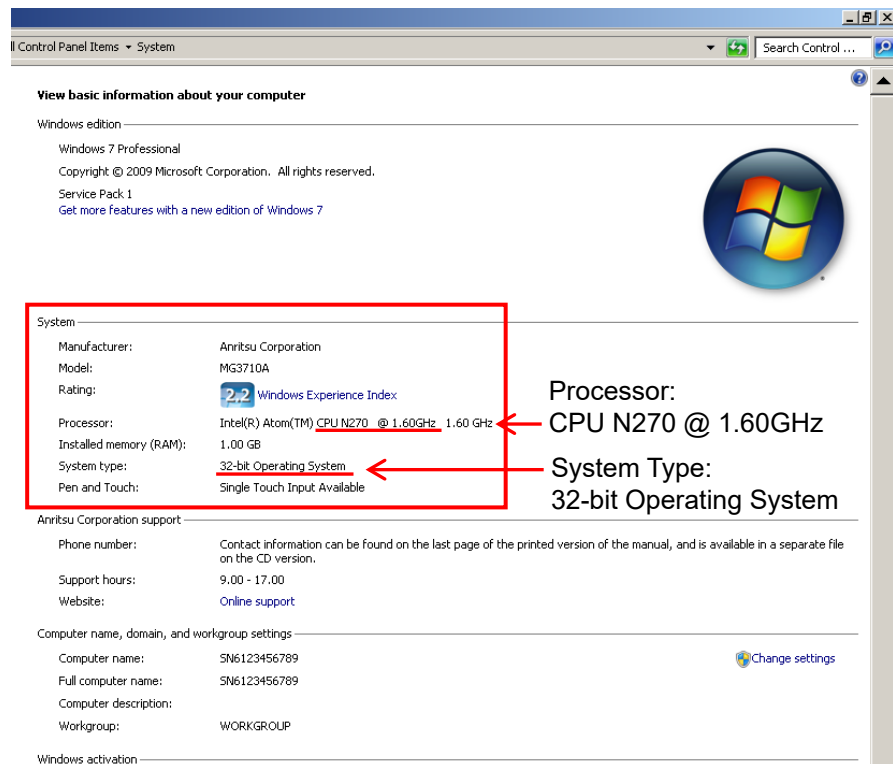 ll Control Panel Items ▾ System
Search Control ...
View basic information about your computer
Windows edition
Windows 7 Professional
Copyright © 2009 Microsoft Corporation.  All rights reserved.
Service Pack 1
Get more features with a new edition of Windows 7
System
Manufacturer: Anritsu Corporation
Model: MG3710A
Rating: 2.2 Windows Experience Index
Processor: Intel(R) Atom(TM) CPU N270   @ 1.60GHz   1.60 GHz
Installed memory (RAM): 1.00 GB
System type: 32-bit Operating System
Pen and Touch: Single Touch Input Available
Processor:
CPU N270 @ 1.60GHz
System Type:
32-bit Operating System
Anritsu Corporation support
Phone number: Contact information can be found on the last page of the printed version of the manual, and is available in a separate file
on the CD version.
Support hours: 9.00 - 17.00
Website: Online support
Computer name, domain, and workgroup settings
Computer name: SN6123456789
Change settings
Full computer name: SN6123456789
Computer description:
Workgroup: WORKGROUP
Windows activation